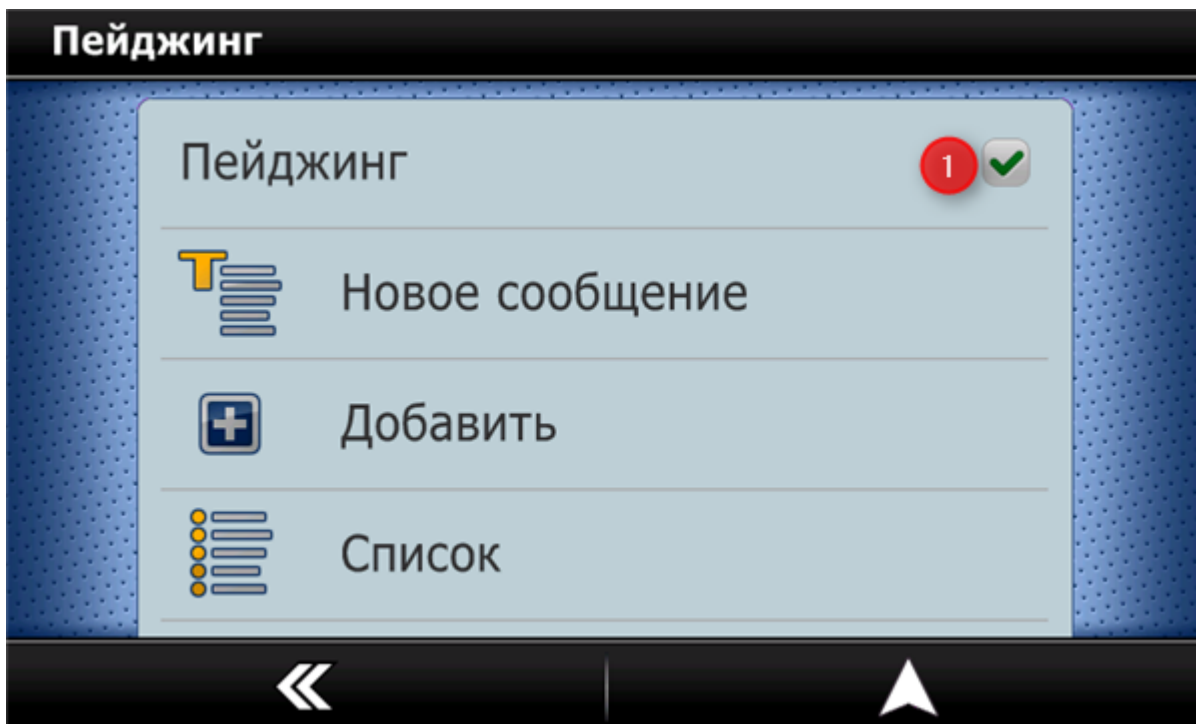 Пейджинг
Пейджинг 1
Новое сообщение
Добавить
Список